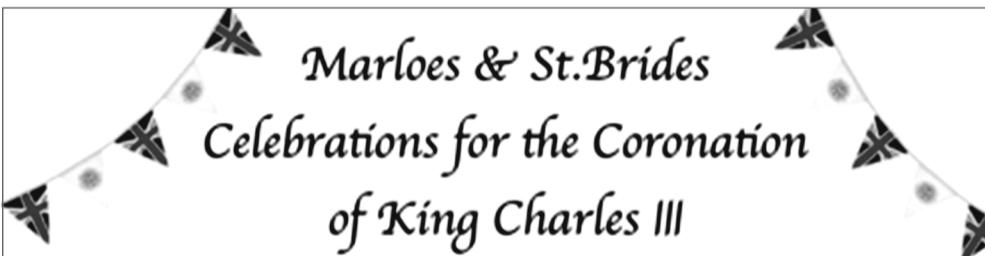 Marloes & St.Brides
Celebrations for the Coronation
of King Charles III